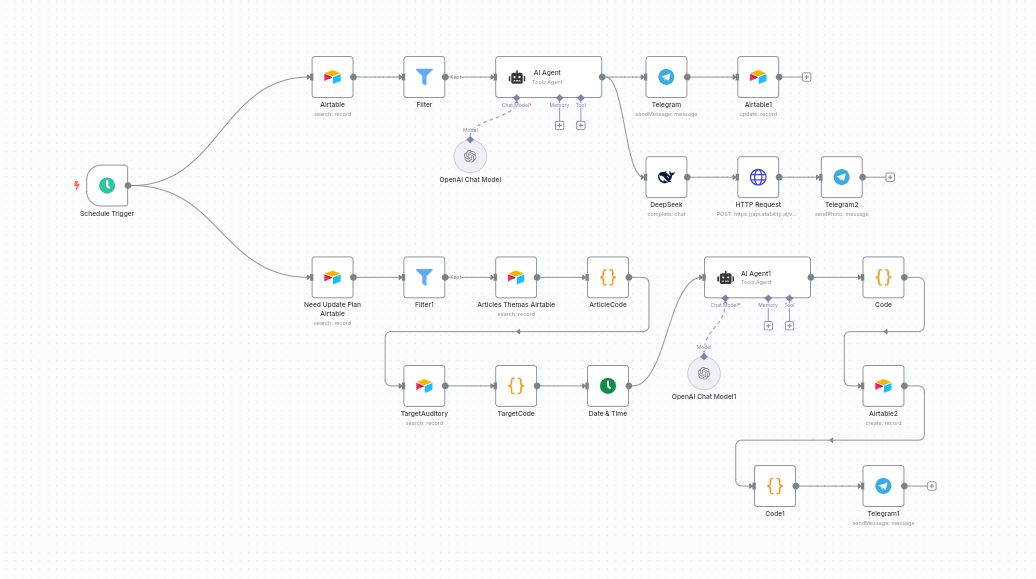 Airtable
search: record
Filter
Kept
AI Agent
Tools Agent
Chat Model*
Memory
Tool
Model
OpenAI Chat Model
Telegram
sendMessage: message
Airtable1
update: record
DeepSeek
complete: chat
HTTP Request
POST: https://api.stability.ai/v...
Telegram2
sendPhoto: message
Schedule Trigger
Need Update Plan
Airtable
search: record
Filter1
Kept
Articles Themas Airtable
search: record
ArticleCode
AI Agent1
Tools Agent
Chat Model*
Memory
Tool
Model
OpenAI Chat Model1
Code
TargetAuditory
search: record
TargetCode
Date & Time
Airtable2
create: record
Code1
Telegram1
sendMessage: message